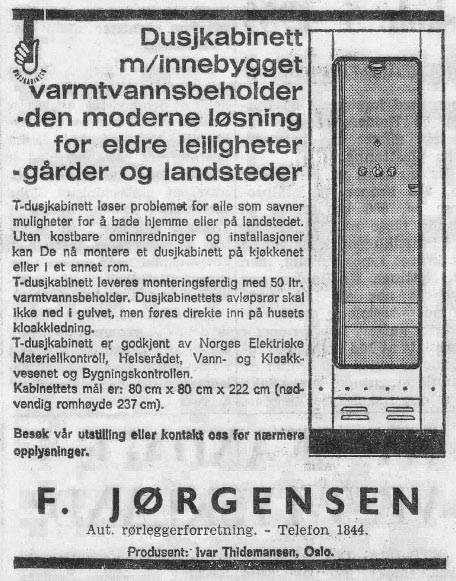 T
DUSJKABINETT
Dusjkabinett
m/innebygget
varmtvannsbeholder
-den moderne løsning
for eldre leiligheter
-gårder og landsteder
T-dusjkabinett løser problemet for alle som savner
muligheter for å bade hjemme eller på landstedet.
Uten kostbare ominnredninger og installasjoner
kan De nå montere et dusjkabinett på kjøkkenet
eller i et annet rom.
T-dusjkabinett leveres monteringsferdig med 50 ltr.
varmtvannsbeholder. Dusjkabinettets avløpsrør skal
ikke ned i gulvet, men føres direkte inn på husets
kloakkledning.
T-dusjkabinett er godkjent av Norges Elektriske
Materiellkontroll, Helserådet, Vann- og Kloakk-
vesenet og Bygningskontrollen.
Kabinettets mål er: 80 cm x 80 cm x 222 cm (nød-
vendig romhøyde 237 cm).
Besøk vår utstilling eller kontakt oss for nærmere
opplysninger.
F. JØRGENSEN
Aut. rørleggerforretning. - Telefon 1844.
Produsent: Ivar Thidemansen, Oslo.